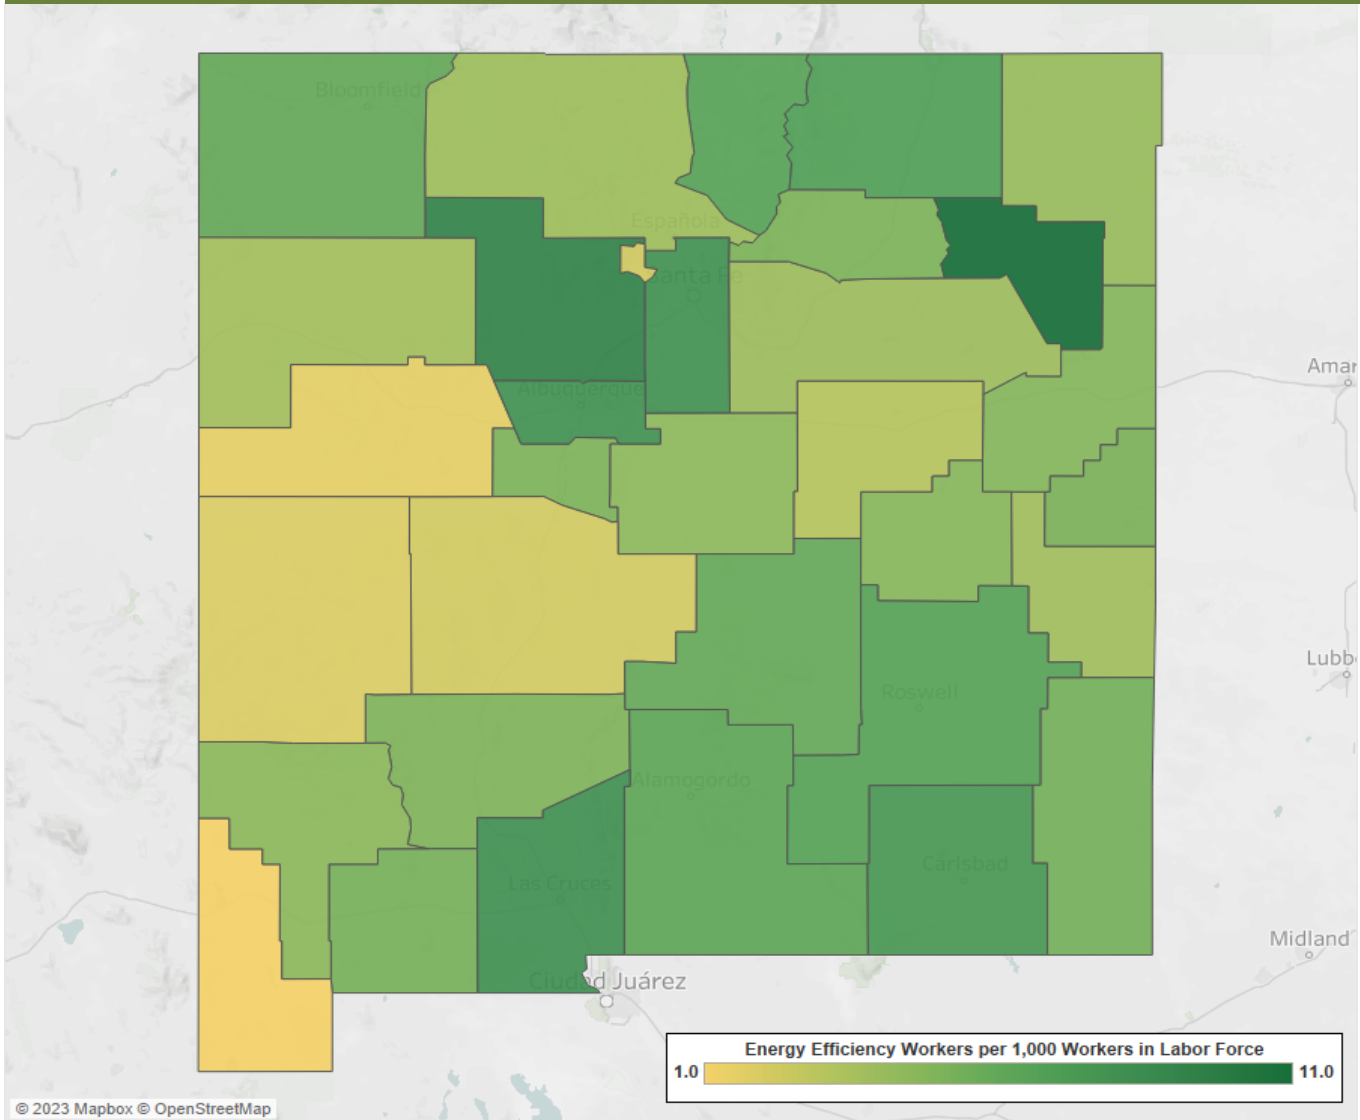 Bloomfield
Española
Santa Fe
Albuquerque
Amar
Lubb
Roswell
Alamogordo
Carlsbad
Las Cruces
Midland
Ciudad Juárez
Energy Efficiency Workers per 1,000 Workers in Labor Force
1.0 11.0
© 2023 Mapbox © OpenStreetMap